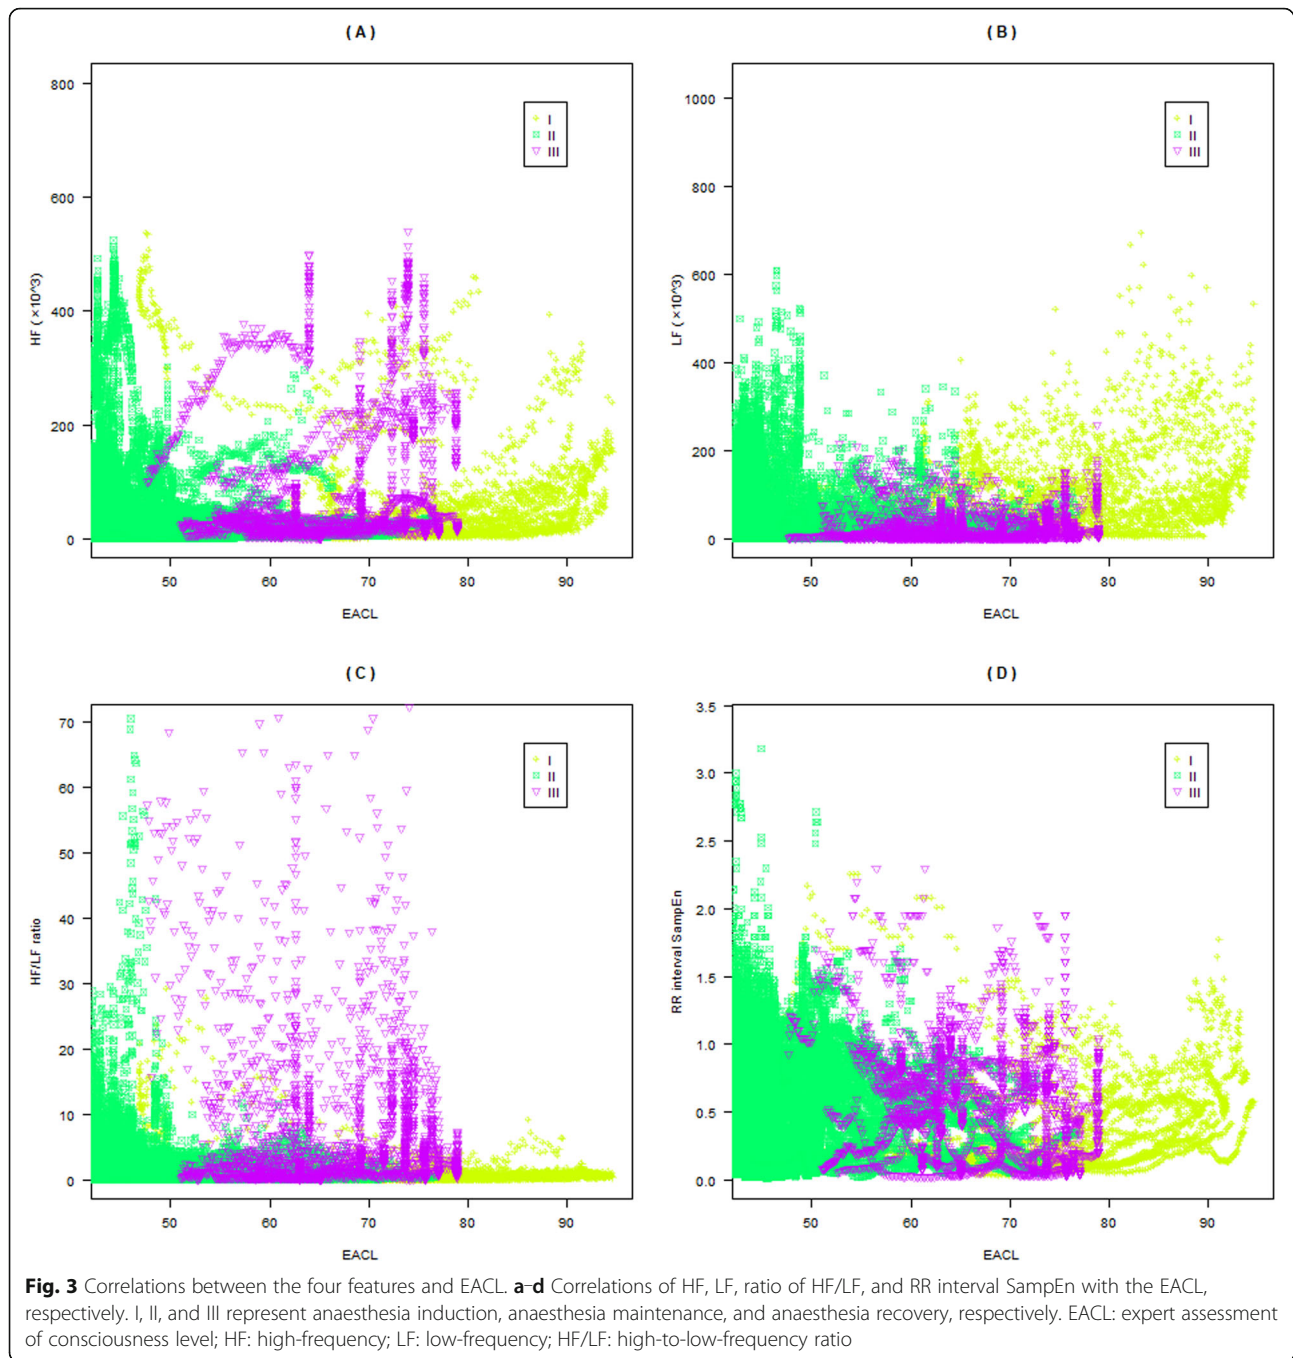 (A)
800
600
400
200
0
HF (×10^3)
50 60 70 80 90
EACL
I
II
III
(B)
1000
800
600
400
200
0
LF (×10^3)
50 60 70 80 90
EACL
I
II
III
(C)
70
60
50
40
30
20
10
0
HF/LF ratio
50 60 70 80 90
EACL
I
II
III
(D)
3.5
3.0
2.5
2.0
1.5
1.0
0.5
0.0
RR interval SampEn
50 60 70 80 90
EACL
I
II
III
Fig. 3 Correlations between the four features and EACL. a–d Correlations of HF, LF, ratio of HF/LF, and RR interval SampEn with the EACL,
respectively. I, II, and III represent anaesthesia induction, anaesthesia maintenance, and anaesthesia recovery, respectively. EACL: expert assessment
of consciousness level; HF: high-frequency; LF: low-frequency; HF/LF: high-to-low-frequency ratio